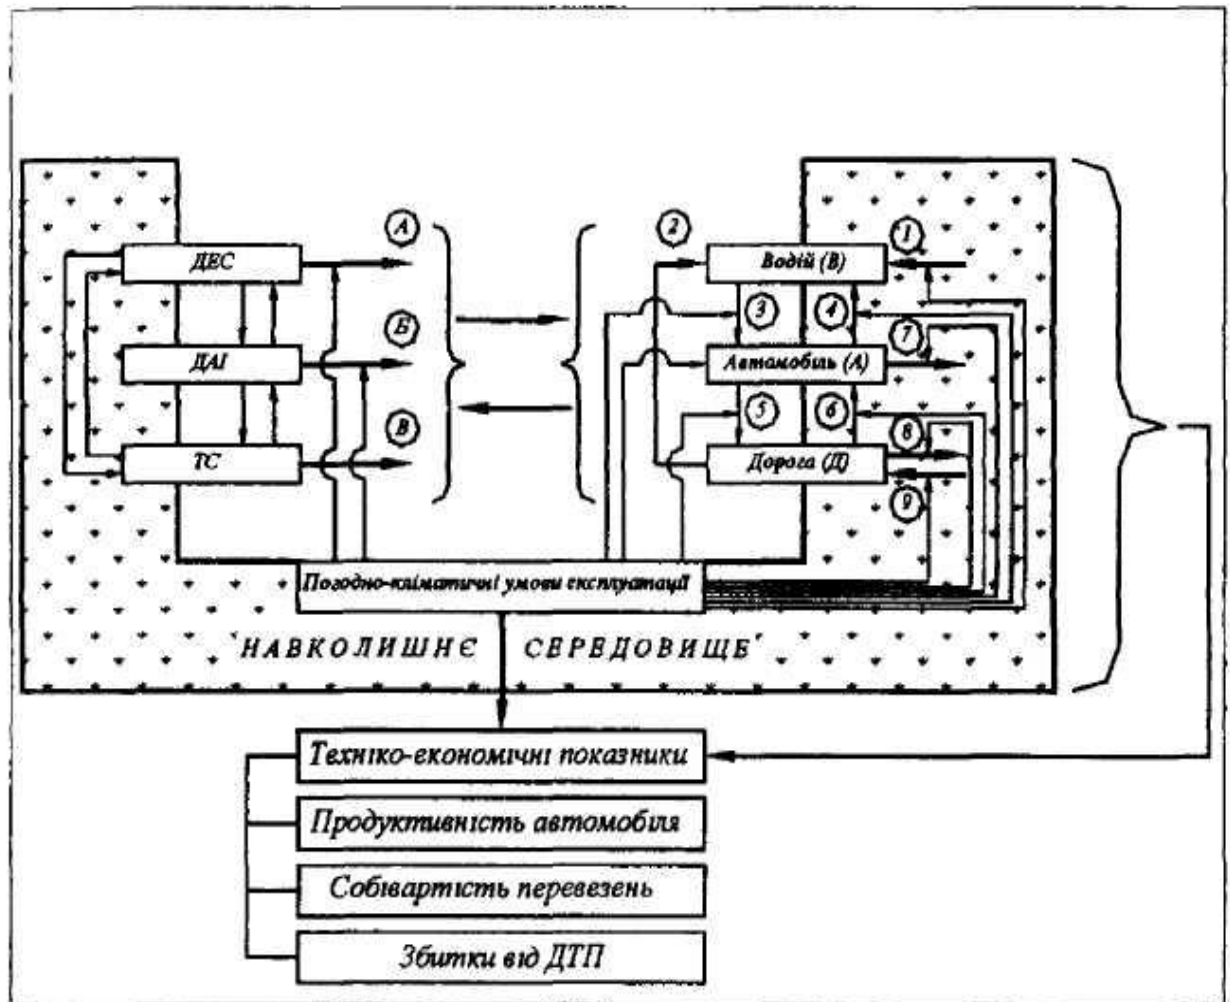 А
2
1
ДЕС
Водій (В)
Б
3
4
7
ДАІ
Автомобіль (А)
В
5
6
8
ТС
Дорога (Д)
9
Погодно-кліматичні умови експлуатації
НАВКОЛИШНЄ СЕРЕДОВИЩЕ
Техніко-економічні показники
Продуктивність автомобіля
Собівартість перевезень
Збитки від ДТП